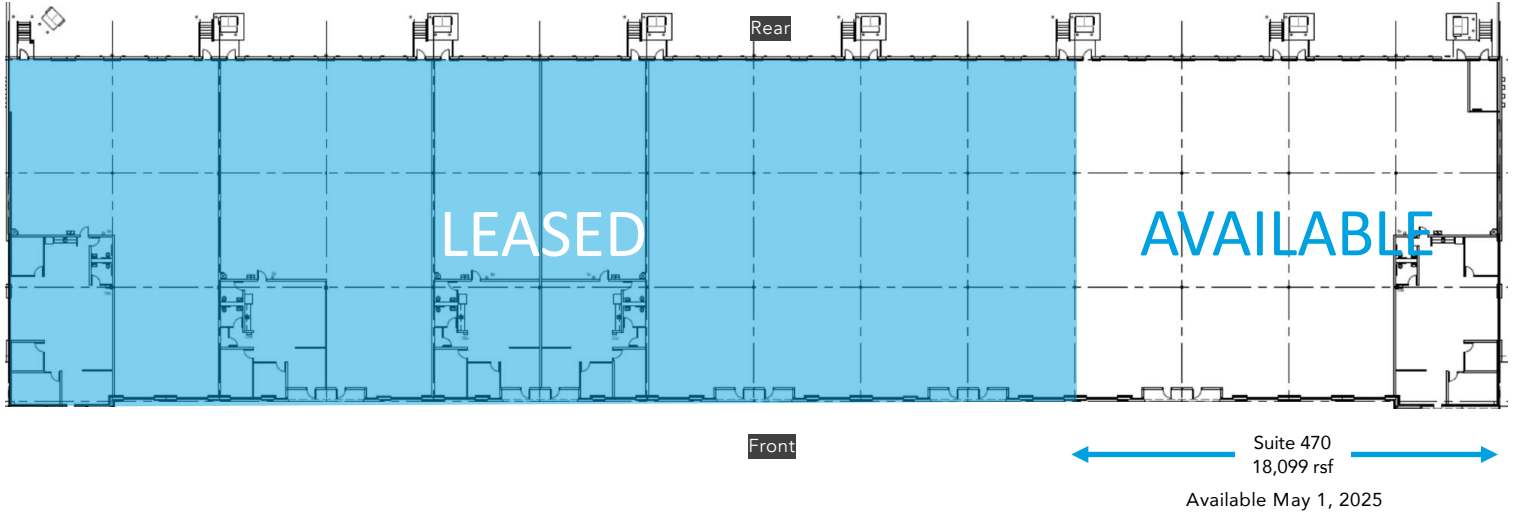 Rear
LEASED
AVAILABLE
Front
Suite 470
18,099 rsf
Available May 1, 2025